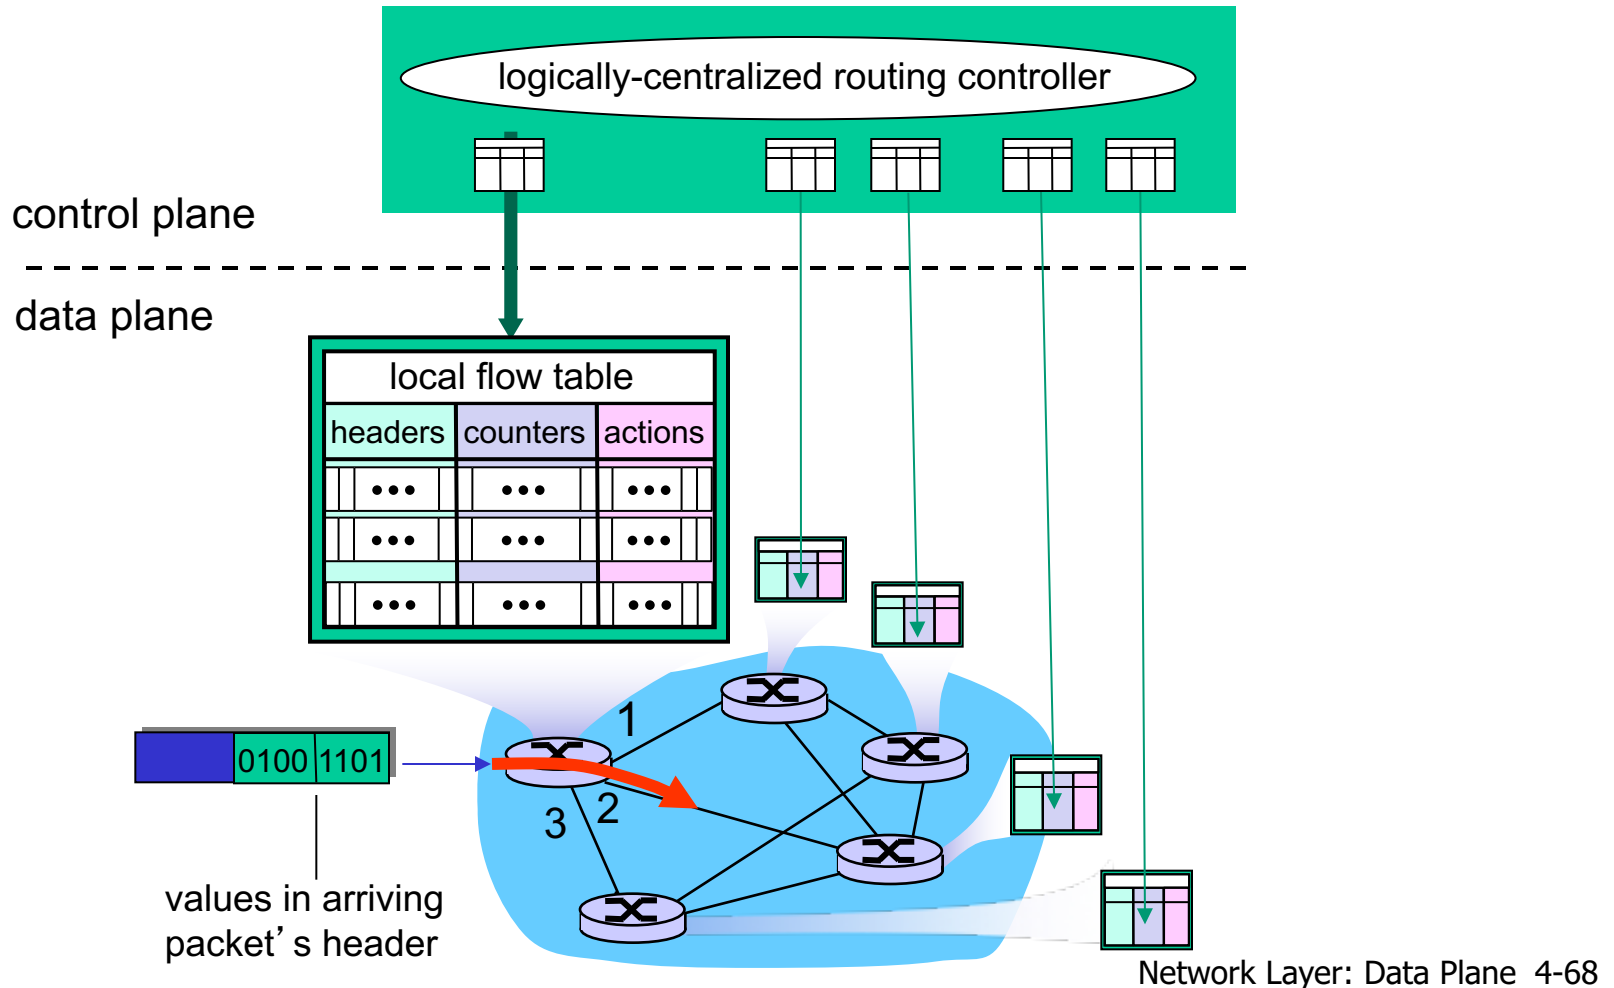 logically-centralized routing controller
control plane
data plane
local flow table
headers counters actions
1
0100 1101
3 2
values in arriving
packet’s header
Network Layer: Data Plane 4-68